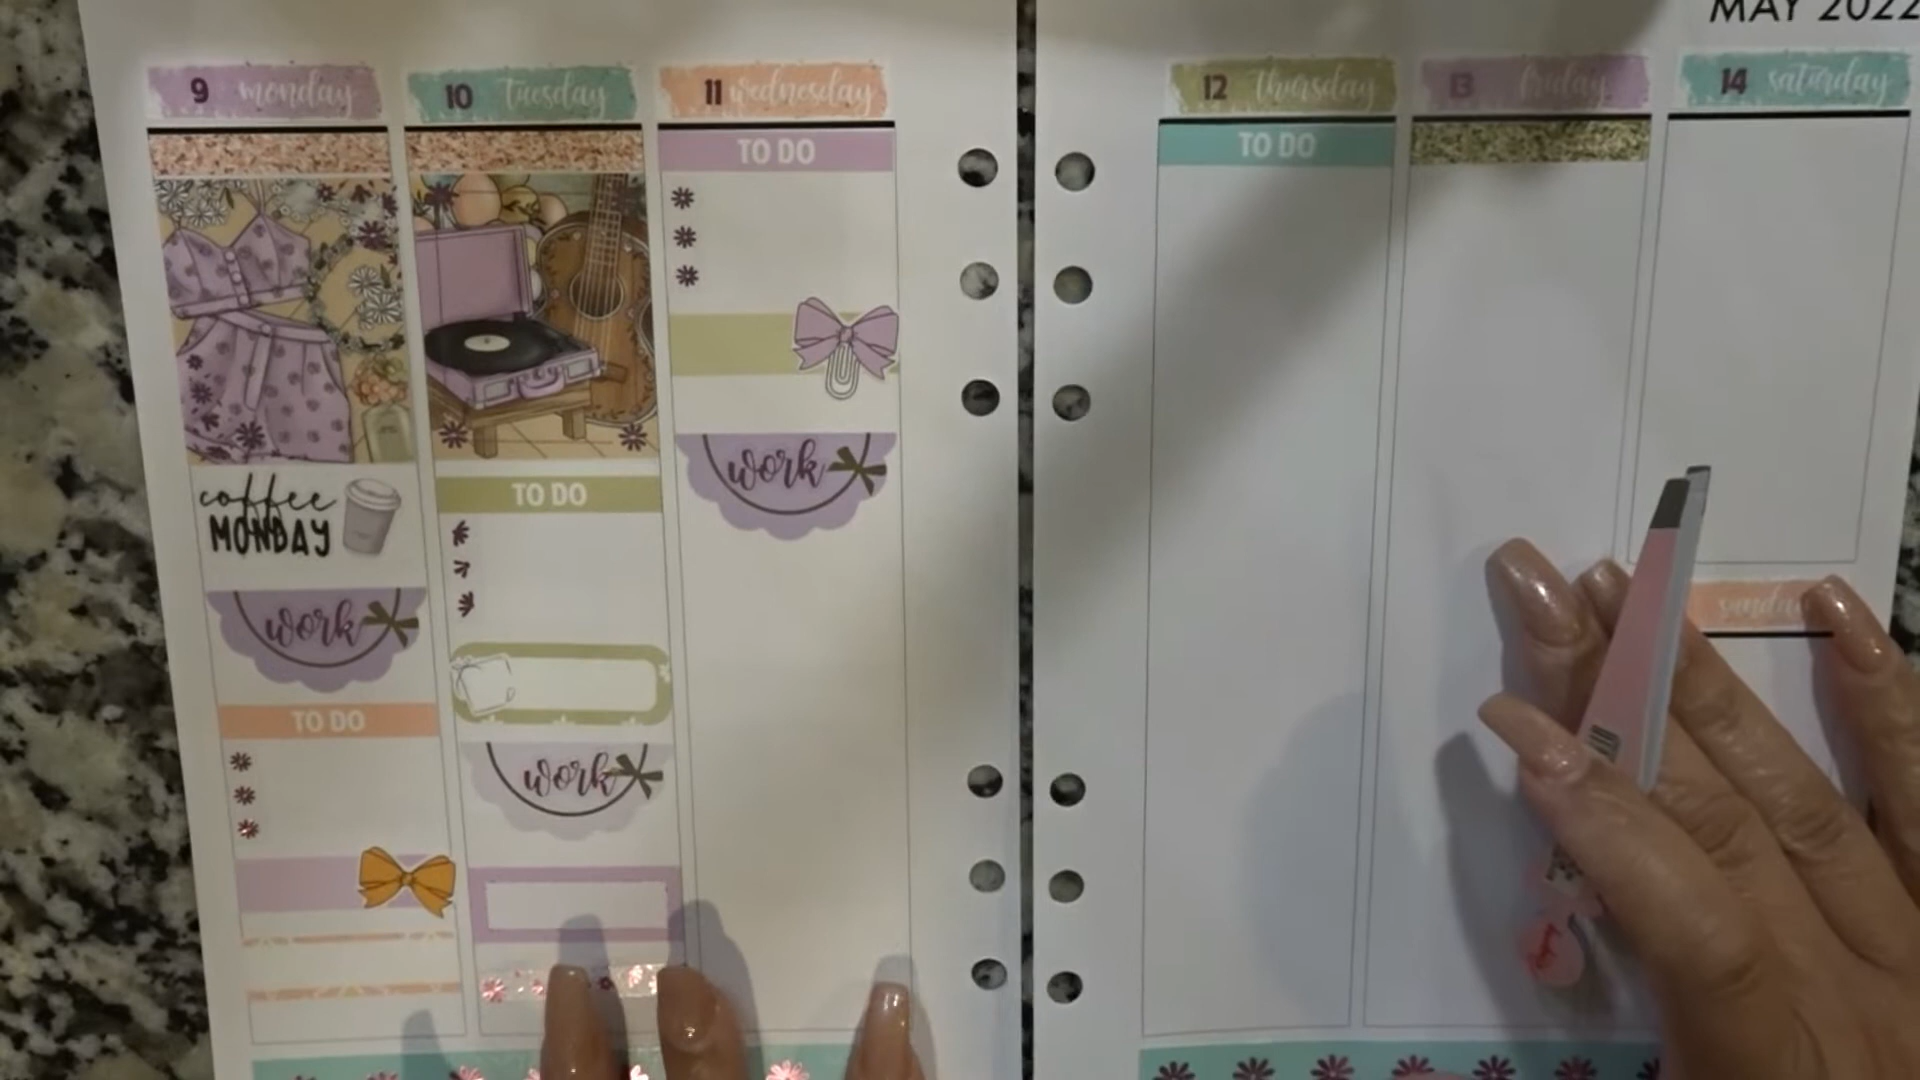 MAY 2022
9 monday
10 tuesday
11 wednesday
12 thursday
13 friday
14 saturday
TO DO
TO DO
coffee
MONDAY
TO DO
work
work
TO DO
work
sunday